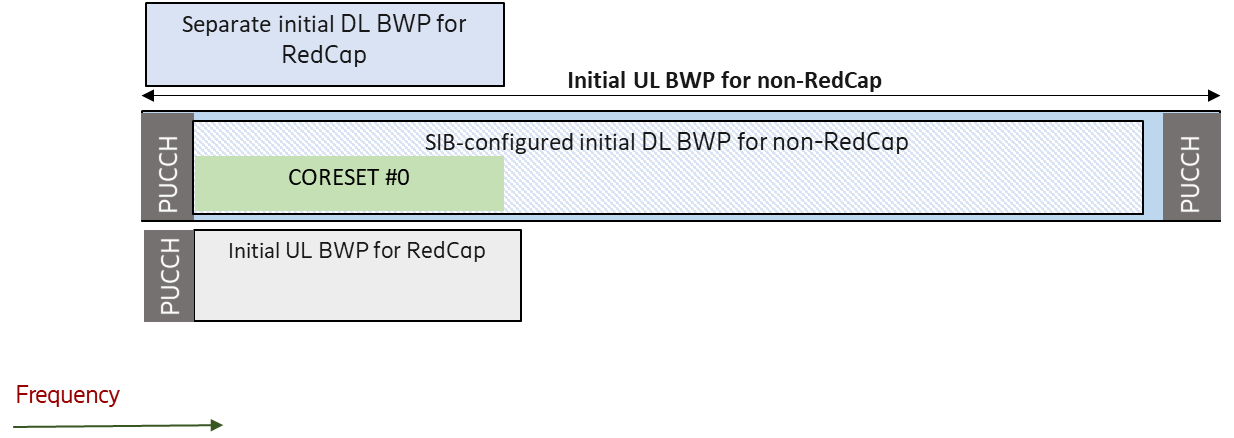 Separate initial DL BWP for
RedCap
Initial UL BWP for non-RedCap
PUCCH
SIB-configured initial DL BWP for non-RedCap
CORESET #0
PUCCH
PUCCH
Initial UL BWP for RedCap
Frequency